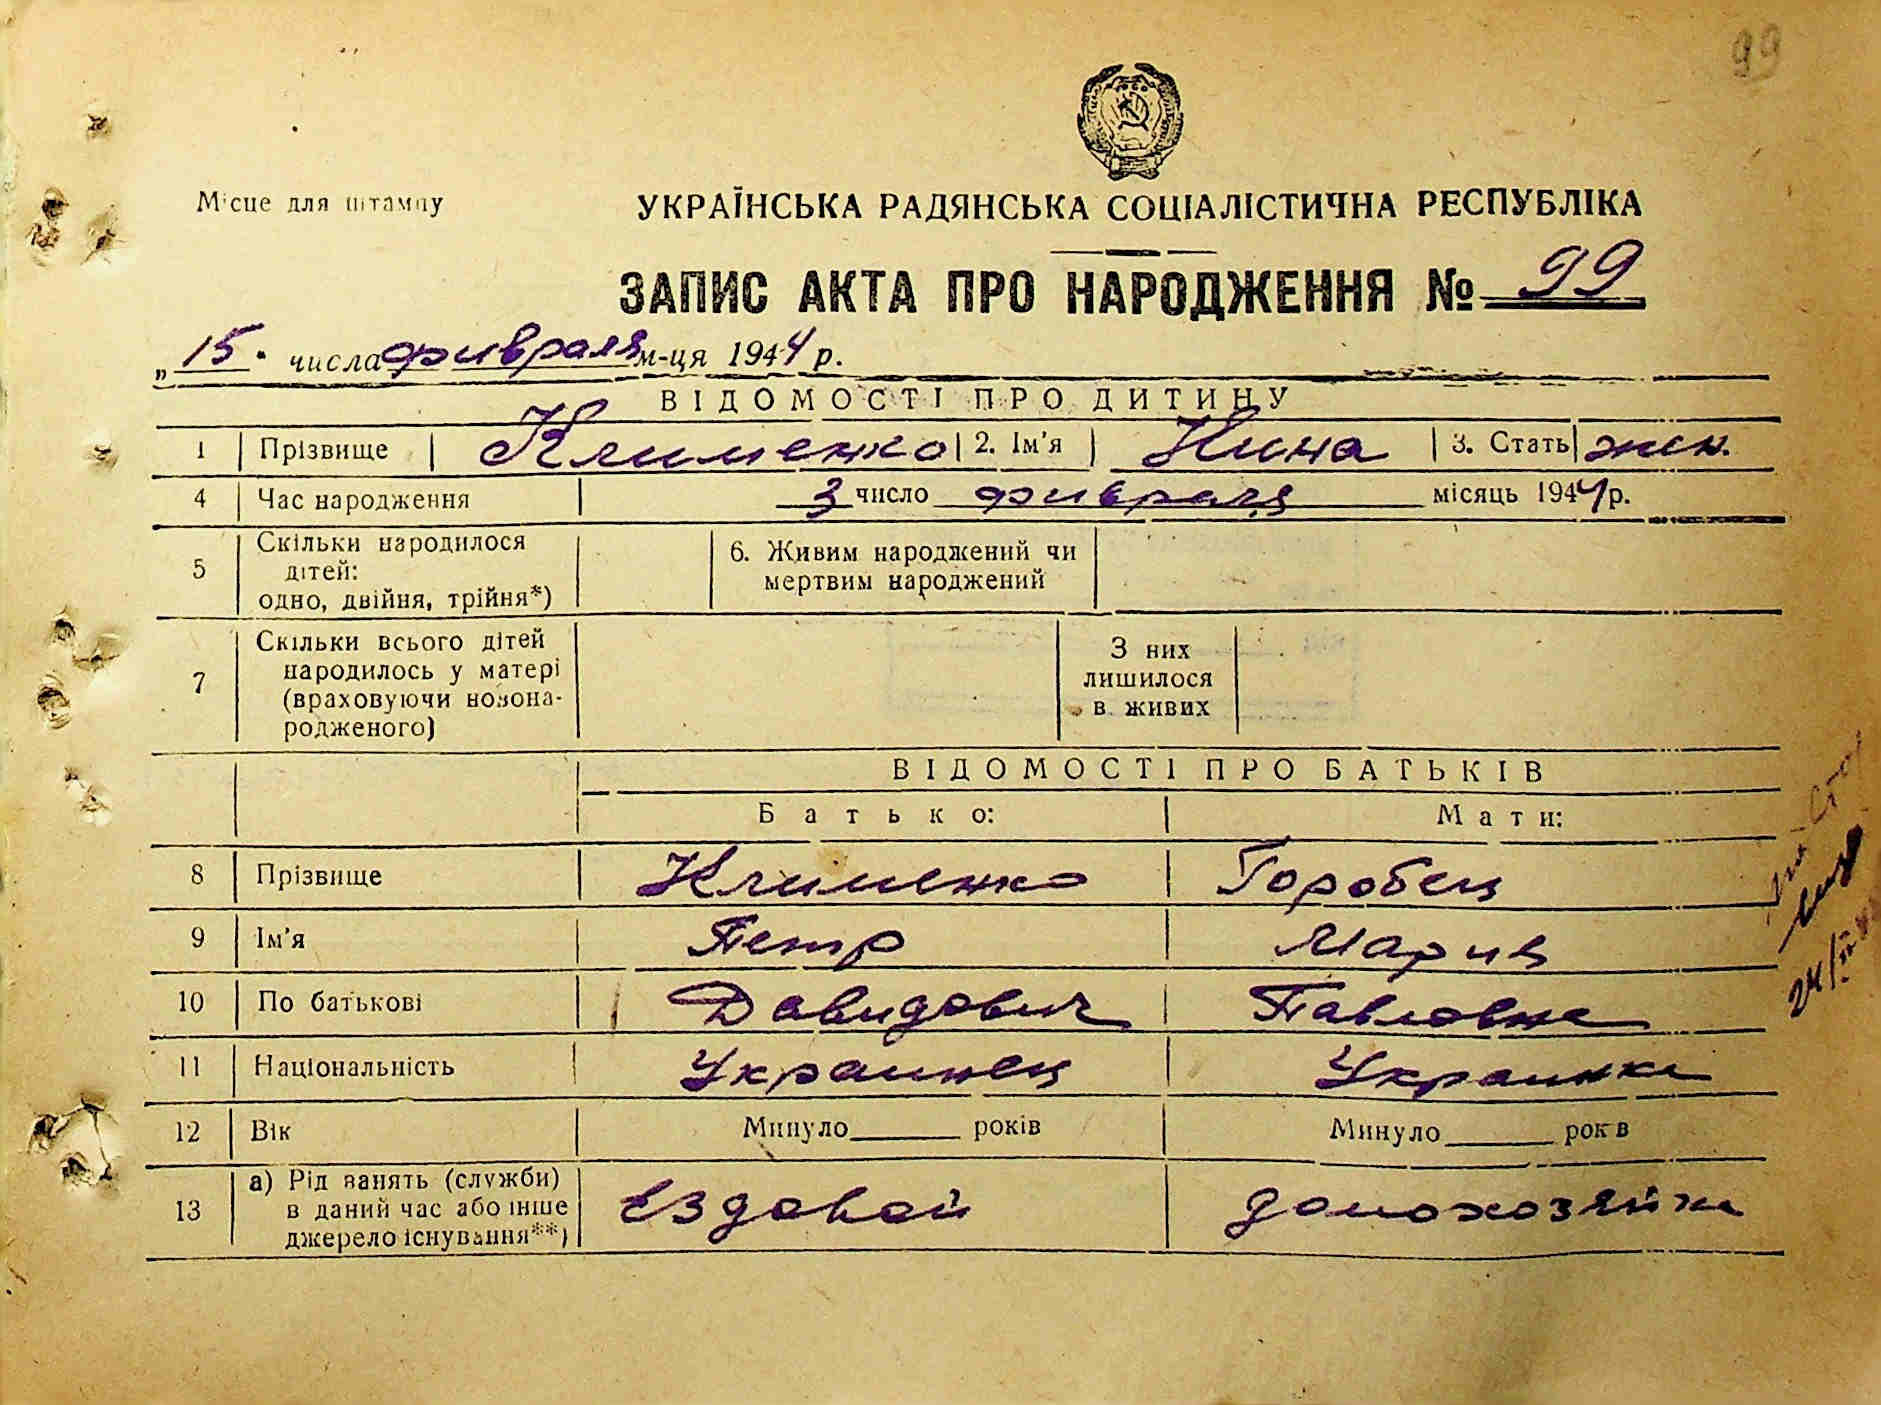 99
Місце для штампу
УКРАЇНСЬКА РАДЯНСЬКА СОЦІАЛІСТИЧНА РЕСПУБЛІКА
ЗАПИС АКТА ПРО НАРОДЖЕННЯ № 99
„15" числа февраля м-ця 1944 р.
ВІДОМОСТІ ПРО ДИТИНУ
1 Прізвище Клименко 2. Ім'я Нина 3. Стать жен.
4 Час народження 3 число февраля місяць 1944 р.
5 Скільки народилося дітей: одно, двійня, трійня*) 6. Живим народжений чи мертвим народжений
7 Скільки всього дітей народилось у матері (враховуючи новонародженого) З них лишилося в живих
ВІДОМОСТІ ПРО БАТЬКІВ
Батько: Мати:
8 Прізвище Клименко Горобец
9 Ім'я Петр Мария
10 По батькові Давидович Павловна
11 Національність Украинец Украинка
12 Вік Минуло років Минуло років
13 а) Рід занять (служби) в даний час або інше джерело існування**) Ездовой домохозяйка